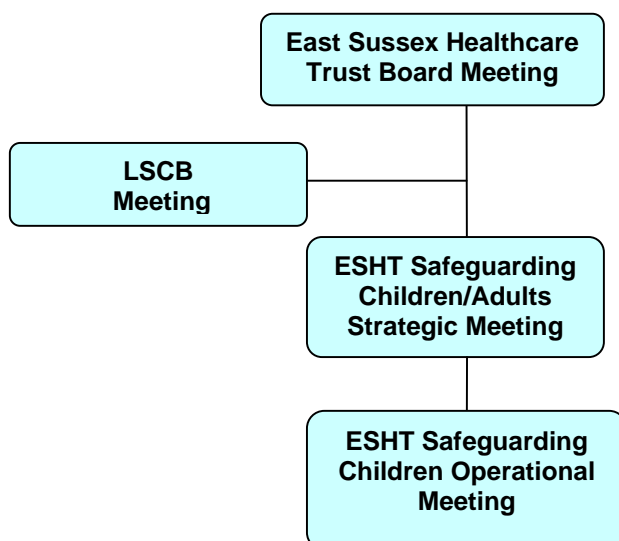 East Sussex Healthcare
Trust Board Meeting
LSCB
Meeting
ESHT Safeguarding
Children/Adults
Strategic Meeting
ESHT Safeguarding
Children Operational
Meeting